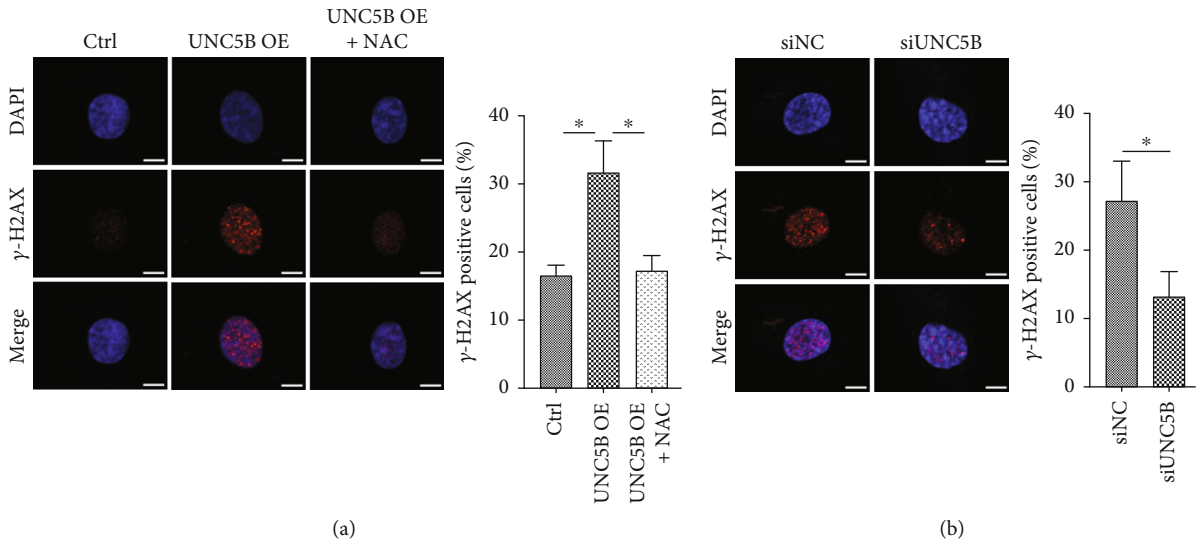 Ctrl
UNC5B OE
UNC5B OE
+ NAC
DAPI
γ-H2AX
Merge
γ-H2AX positive cells (%)
40
30
20
10
0
*
*
Ctrl
UNC5B OE
UNC5B OE
+ NAC
(a)
siNC
siUNC5B
DAPI
γ-H2AX
Merge
γ-H2AX positive cells (%)
40
30
20
10
0
*
siNC
siUNC5B
(b)